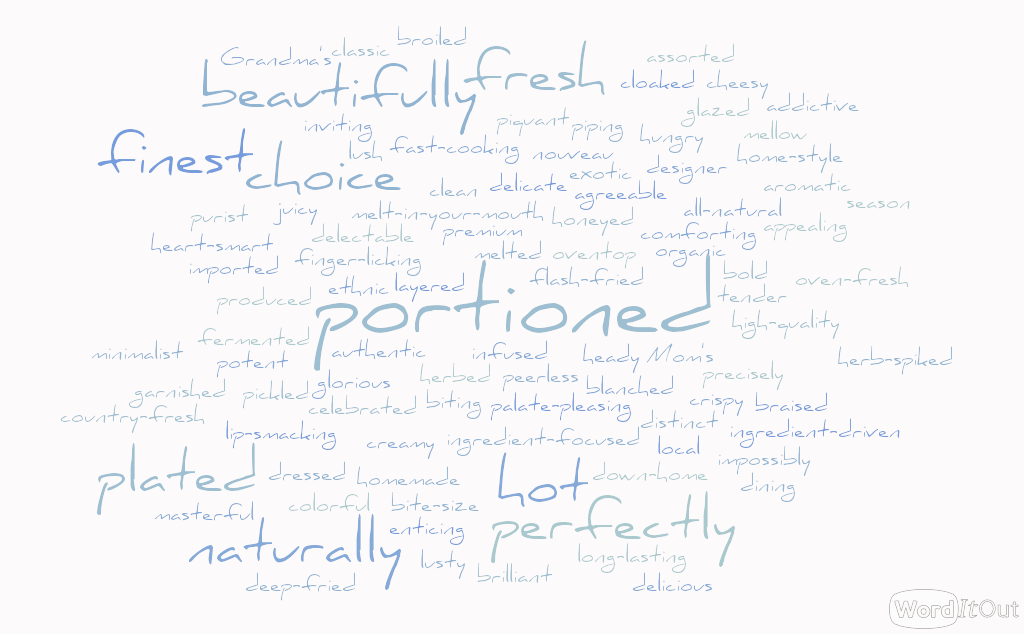 broiled
Grandma's classic
assorted
beautifully fresh
cloaked cheesy
glazed addictive
inviting
piquant piping
hungry mellow
finest
lush fast-cooking nouveau
home-style
choice
exotic designer
clean delicate agreeable
aromatic
purist juicy melt-in-your-mouth honeyed all-natural season
heart-smart delectable premium comforting appealing
imported finger-licking melted oventop organic
ethnic layered flash-fried bold oven-fresh
produced portioned tender
fermented high-quality
minimalist potent authentic infused heady Mom's herb-spiked
garnished pickled glorious herbed peerless blanched precisely
country-fresh celebrated biting palate-pleasing crispy braised
lip-smacking creamy ingredient-focused distinct ingredient-driven
local impossibly
plated dressed homemade hot down-home dining
masterful colorful bite-size
enticing perfectly
naturally lusty long-lasting
deep-fried brilliant delicious
WordItOut